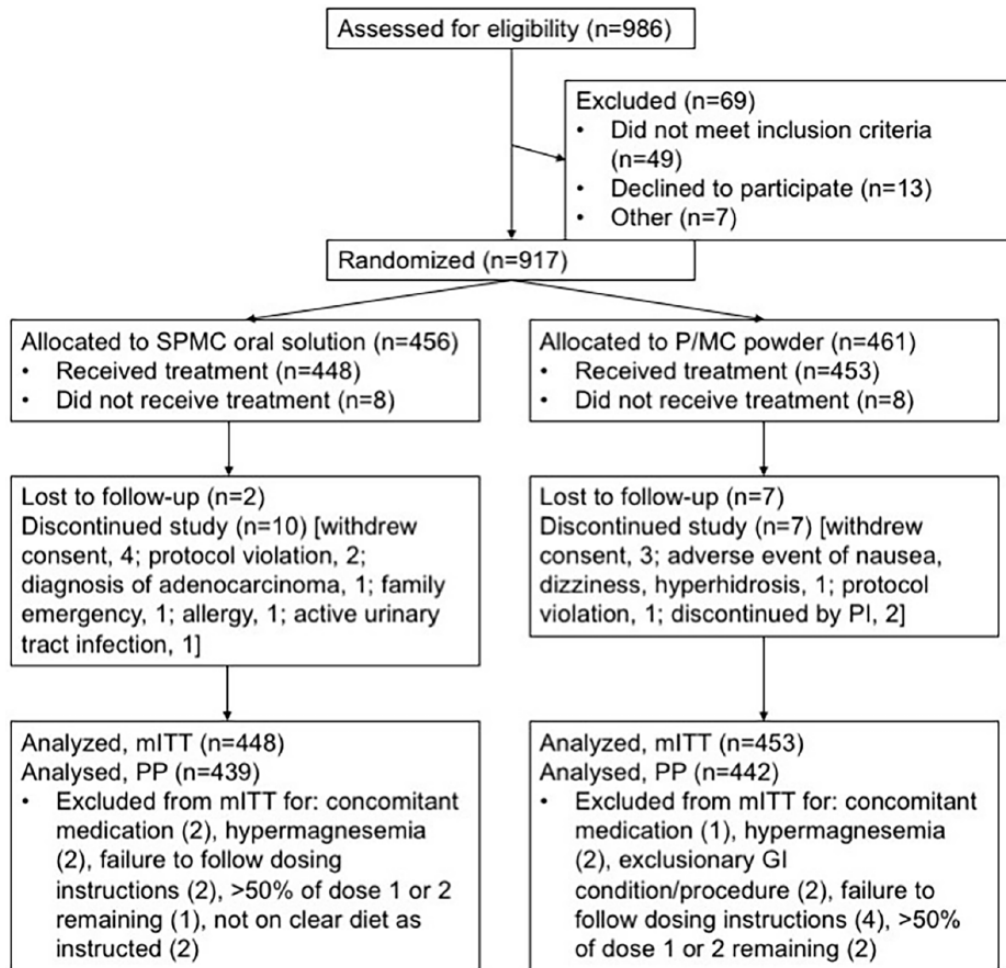 Assessed for eligibility (n=986)
Excluded (n=69)
• Did not meet inclusion criteria
(n=49)
• Declined to participate (n=13)
• Other (n=7)
Randomized (n=917)
Allocated to SPMC oral solution (n=456)
• Received treatment (n=448)
• Did not receive treatment (n=8)
Allocated to P/MC powder (n=461)
• Received treatment (n=453)
• Did not receive treatment (n=8)
Lost to follow-up (n=2)
Discontinued study (n=10) [withdrew
consent, 4; protocol violation, 2;
diagnosis of adenocarcinoma, 1; family
emergency, 1; allergy, 1; active urinary
tract infection, 1]
Lost to follow-up (n=7)
Discontinued study (n=7) [withdrew
consent, 3; adverse event of nausea,
dizziness, hyperhidrosis, 1; protocol
violation, 1; discontinued by PI, 2]
Analyzed, mITT (n=448)
Analysed, PP (n=439)
• Excluded from mITT for: concomitant
medication (2), hypermagnesemia
(2), failure to follow dosing
instructions (2), >50% of dose 1 or 2
remaining (1), not on clear diet as
instructed (2)
Analyzed, mITT (n=453)
Analysed, PP (n=442)
• Excluded from mITT for: concomitant
medication (1), hypermagnesemia
(2), exclusionary GI
condition/procedure (2), failure to
follow dosing instructions (4), >50%
of dose 1 or 2 remaining (2)